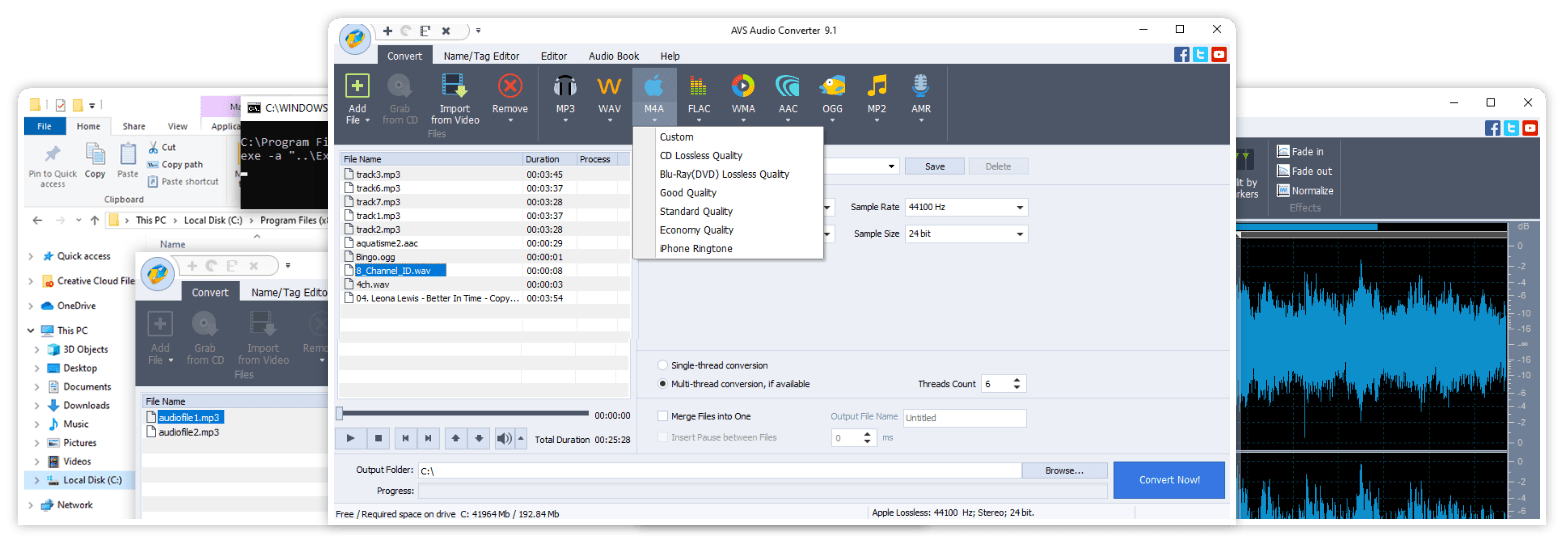 AVS Audio Converter 9.1
Convert Name/Tag Editor Editor Audio Book Help
Add File
Grab from CD
Import from Video
Remove
Files
MP3 WAV M4A FLAC WMA AAC OGG MP2 AMR
Custom
CD Lossless Quality
Blu-Ray(DVD) Lossless Quality
Good Quality
Standard Quality
Economy Quality
iPhone Ringtone
File Name Duration Process
track3.mp3 00:03:45
track6.mp3 00:03:37
track7.mp3 00:03:28
track1.mp3 00:03:37
track2.mp3 00:03:28
aquatisme2.aac 00:00:29
Bingo.ogg 00:00:01
8_Channel_ID.wav 00:00:08
4ch.wav 00:00:03
04. Leona Lewis - Better In Time - Copy... 00:03:54
Save Delete
Sample Rate 44100 Hz
Sample Size 24 bit
Single-thread conversion
Multi-thread conversion, if available Threads Count 6
Merge Files into One Output File Name Untitled
Insert Pause between Files 0 ms
00:00:00
Total Duration 00:25:28
Output Folder: C:\ Browse...
Progress:
Convert Now!
Free / Required space on drive C: 41964 Mb / 192.84 Mb
Apple Lossless: 44100 Hz; Stereo; 24 bit.
File Home Share View Applica
Ma
Pin to Quick access
Copy
Paste
Cut
Copy path
Paste shortcut
Clipboard
This PC > Local Disk (C:) > Program Files (x8
Name
Quick access
Creative Cloud File
OneDrive
This PC
3D Objects
Desktop
Documents
Downloads
Music
Pictures
Videos
Local Disk (C:)
Network
C:\WINDOWS
C:\Program Fi
exe -a "..\Ex
Convert Name/Tag Edito
Add File
Grab from CD
Import from Video
Remo
Files
File Name
audiofile1.mp3
audiofile2.mp3
lit by
rkers
Fade in
Fade out
Normalize
Effects
dB
0
-2
-4
-6
-10
-16
-∞
-16
-10
-6
-4
-2
0
0
-2
-4
-6